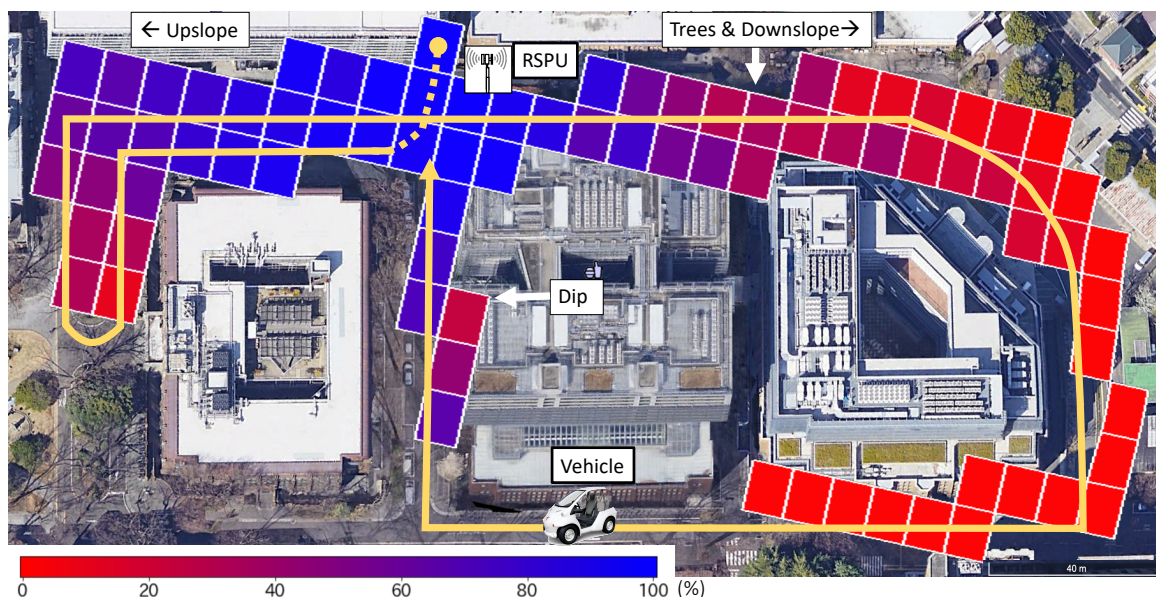 ← Upslope
RSPU
Trees & Downslope→
Dip
Vehicle
40 m
0 20 40 60 80 100 (%)